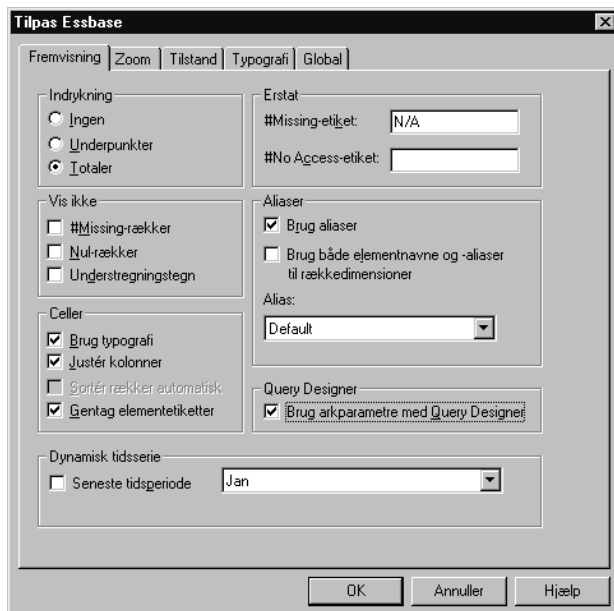 Tilpas Essbase
Fremvisning Zoom Tilstand Typografi Global
Indrykning
Ingen
Underpunkter
Totaler
Erstat
#Missing-etiket: N/A
#No Access-etiket:
Vis ikke
#Missing-rækker
Nul-rækker
Understregningstegn
Aliaser
Brug aliaser
Brug både elementnavne og -aliaser
til rækkedimensioner
Alias:
Default
Celler
Brug typografi
Justér kolonner
Sortér rækker automatisk
Gentag elementetiketter
Query Designer
Brug arkparametre med Query Designer
Dynamisk tidsserie
Seneste tidsperiode Jan
OK Annuller Hjælp